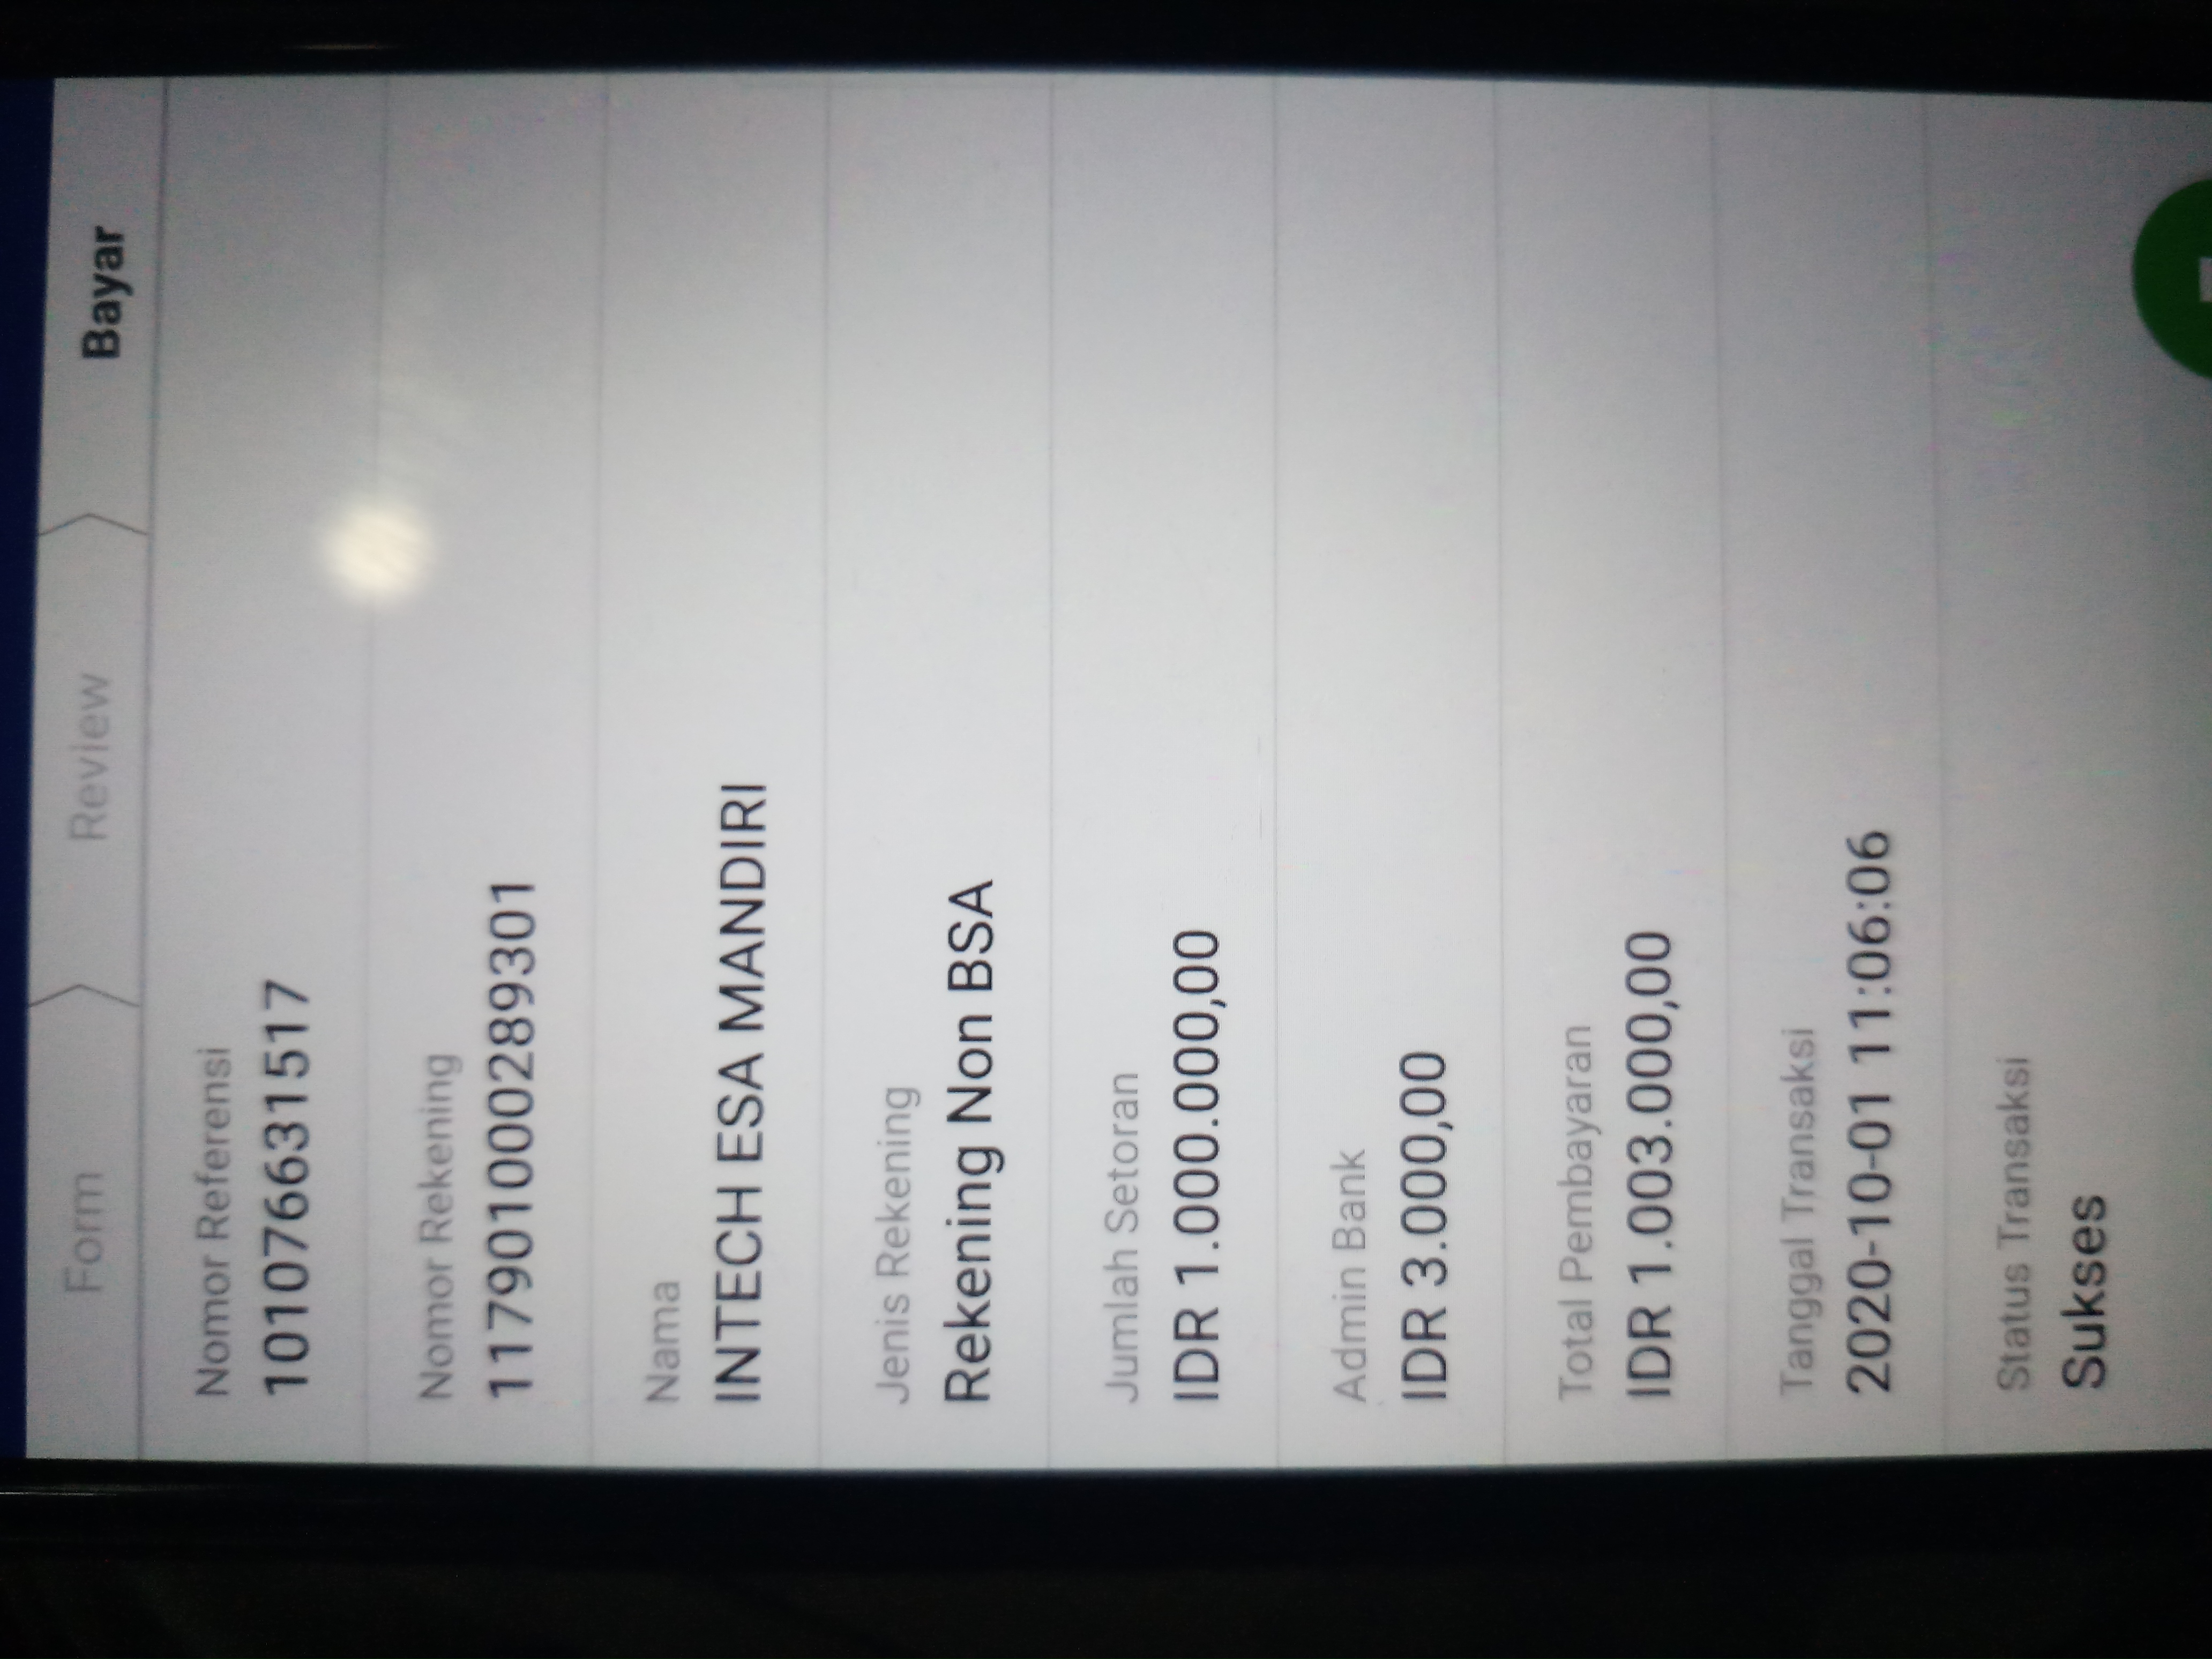 Form Review Bayar
Nomor Referensi
101076631517
Nomor Rekening
117901000289301
Nama
INTECH ESA MANDIRI
Jenis Rekening
Rekening Non BSA
Jumlah Setoran
IDR 1.000.000,00
Admin Bank
IDR 3.000,00
Total Pembayaran
IDR 1.003.000,00
Tanggal Transaksi
2020-10-01 11:06:06
Status Transaksi
Sukses